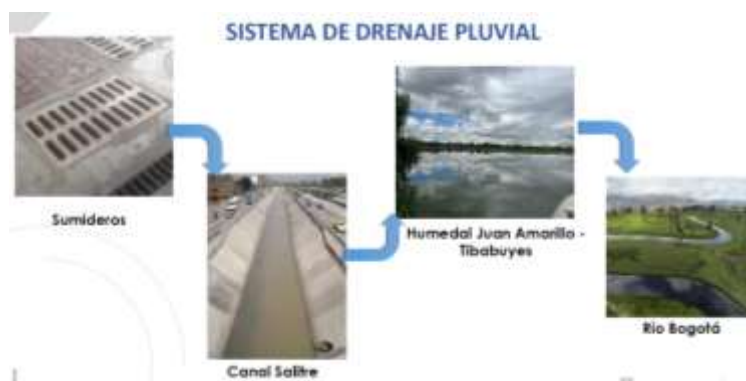 SISTEMA DE DRENAJE PLUVIAL
Sumideros
Canal Salitre
Humedal Juan Amarillo -
Tibabuyes
Río Bogotá